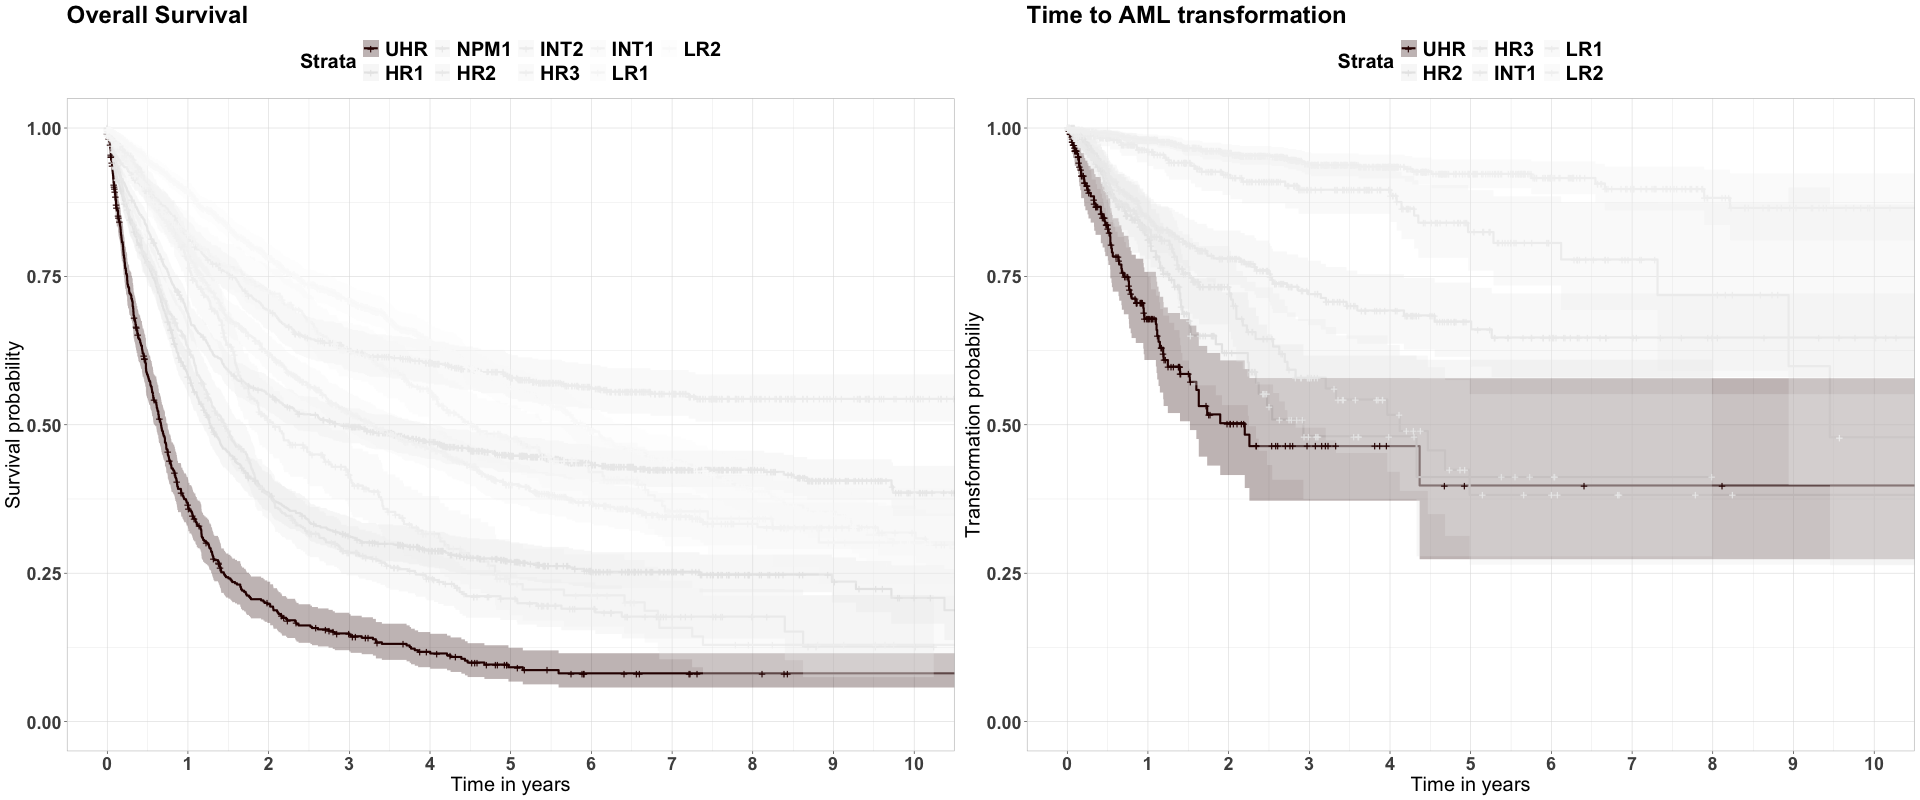 Overall Survival
Strata UHR NPM1 INT2 INT1 LR2
HR1 HR2 HR3 LR1
Survival probability
1.00
0.75
0.50
0.25
0.00
0 1 2 3 4 5 6 7 8 9 10
Time in years
Time to AML transformation
Strata UHR HR3 LR1
HR2 INT1 LR2
Transformation probability
1.00
0.75
0.50
0.25
0.00
0 1 2 3 4 5 6 7 8 9 10
Time in years